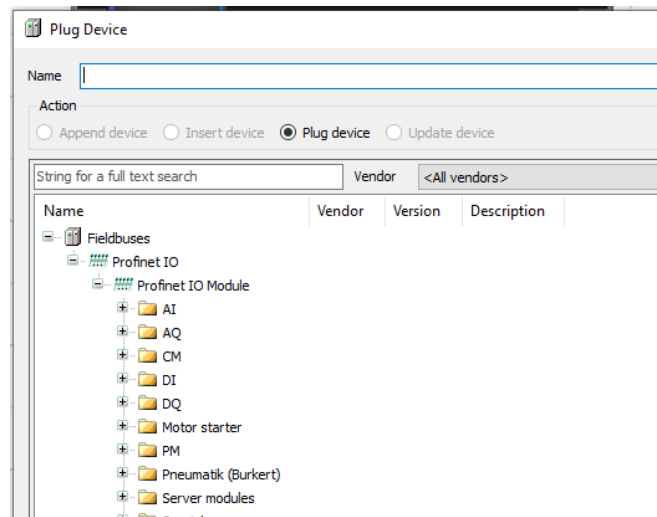 Plug Device
Name
Action
Append device Insert device Plug device Update device
String for a full text search Vendor <All vendors>
Name Vendor Version Description
Fieldbuses
Profinet IO
Profinet IO Module
AI
AQ
CM
DI
DQ
Motor starter
PM
Pneumatik (Burkert)
Server modules